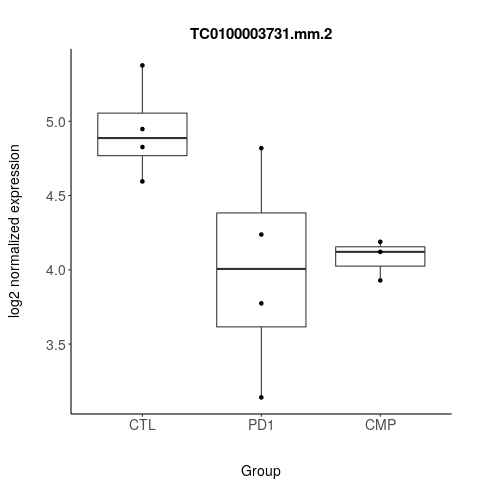 TC0100003731.mm.2
log2 normalized expression
5.0
4.5
4.0
3.5
CTL PD1 CMP
Group